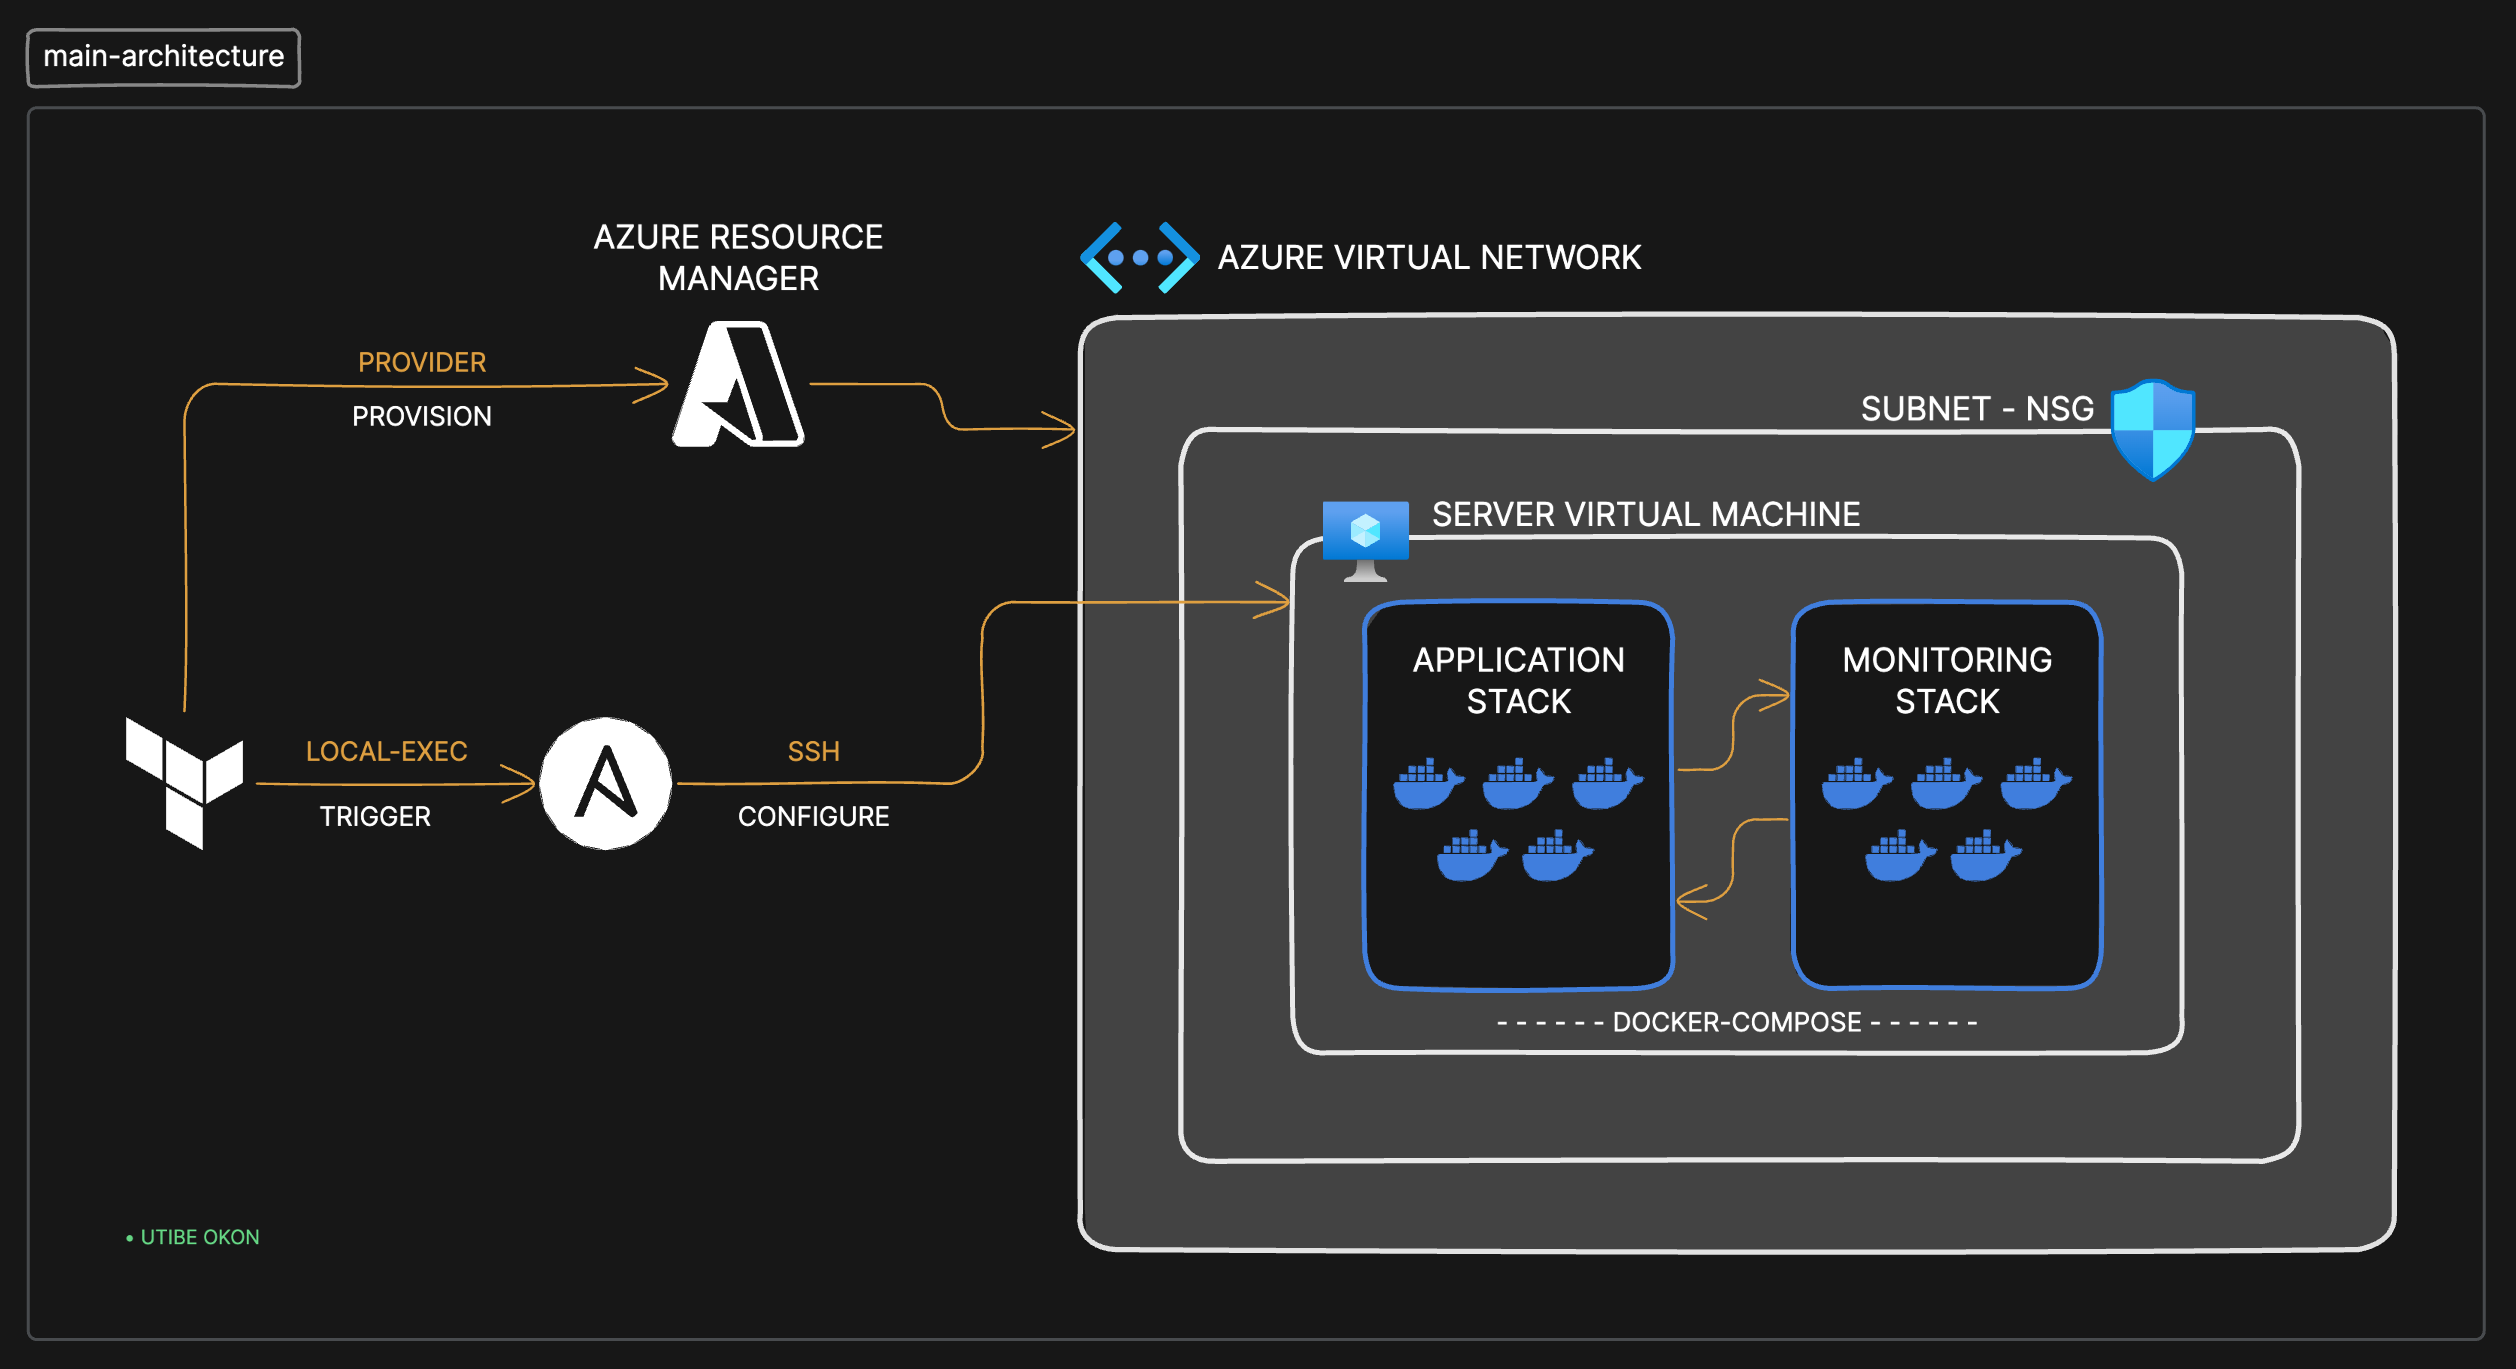 main-architecture
AZURE RESOURCE
MANAGER
AZURE VIRTUAL NETWORK
PROVIDER
PROVISION
SUBNET - NSG
SERVER VIRTUAL MACHINE
APPLICATION
STACK
MONITORING
STACK
LOCAL-EXEC
TRIGGER
SSH
CONFIGURE
- - - - - - DOCKER-COMPOSE - - - - - -
• UTIBE OKON